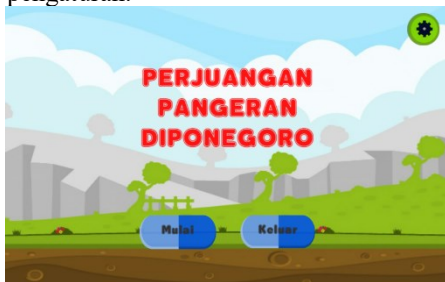 pengaturan.
PERJUANGAN
PANGERAN
DIPONEGORO
Mulai
Keluar